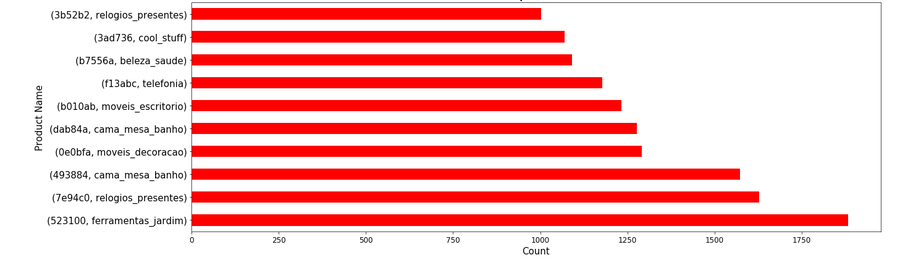 (3b52b2, relogios_presentes)
(3ad736, cool_stuff)
(b7556a, beleza_saude)
(f13abc, telefonia)
(b010ab, moveis_escritorio)
(dab84a, cama_mesa_banho)
(0e0bfa, moveis_decoracao)
(493884, cama_mesa_banho)
(7e94c0, relogios_presentes)
(523100, ferramentas_jardim)
Product Name
0 250 500 750 1000 1250 1500 1750
Count